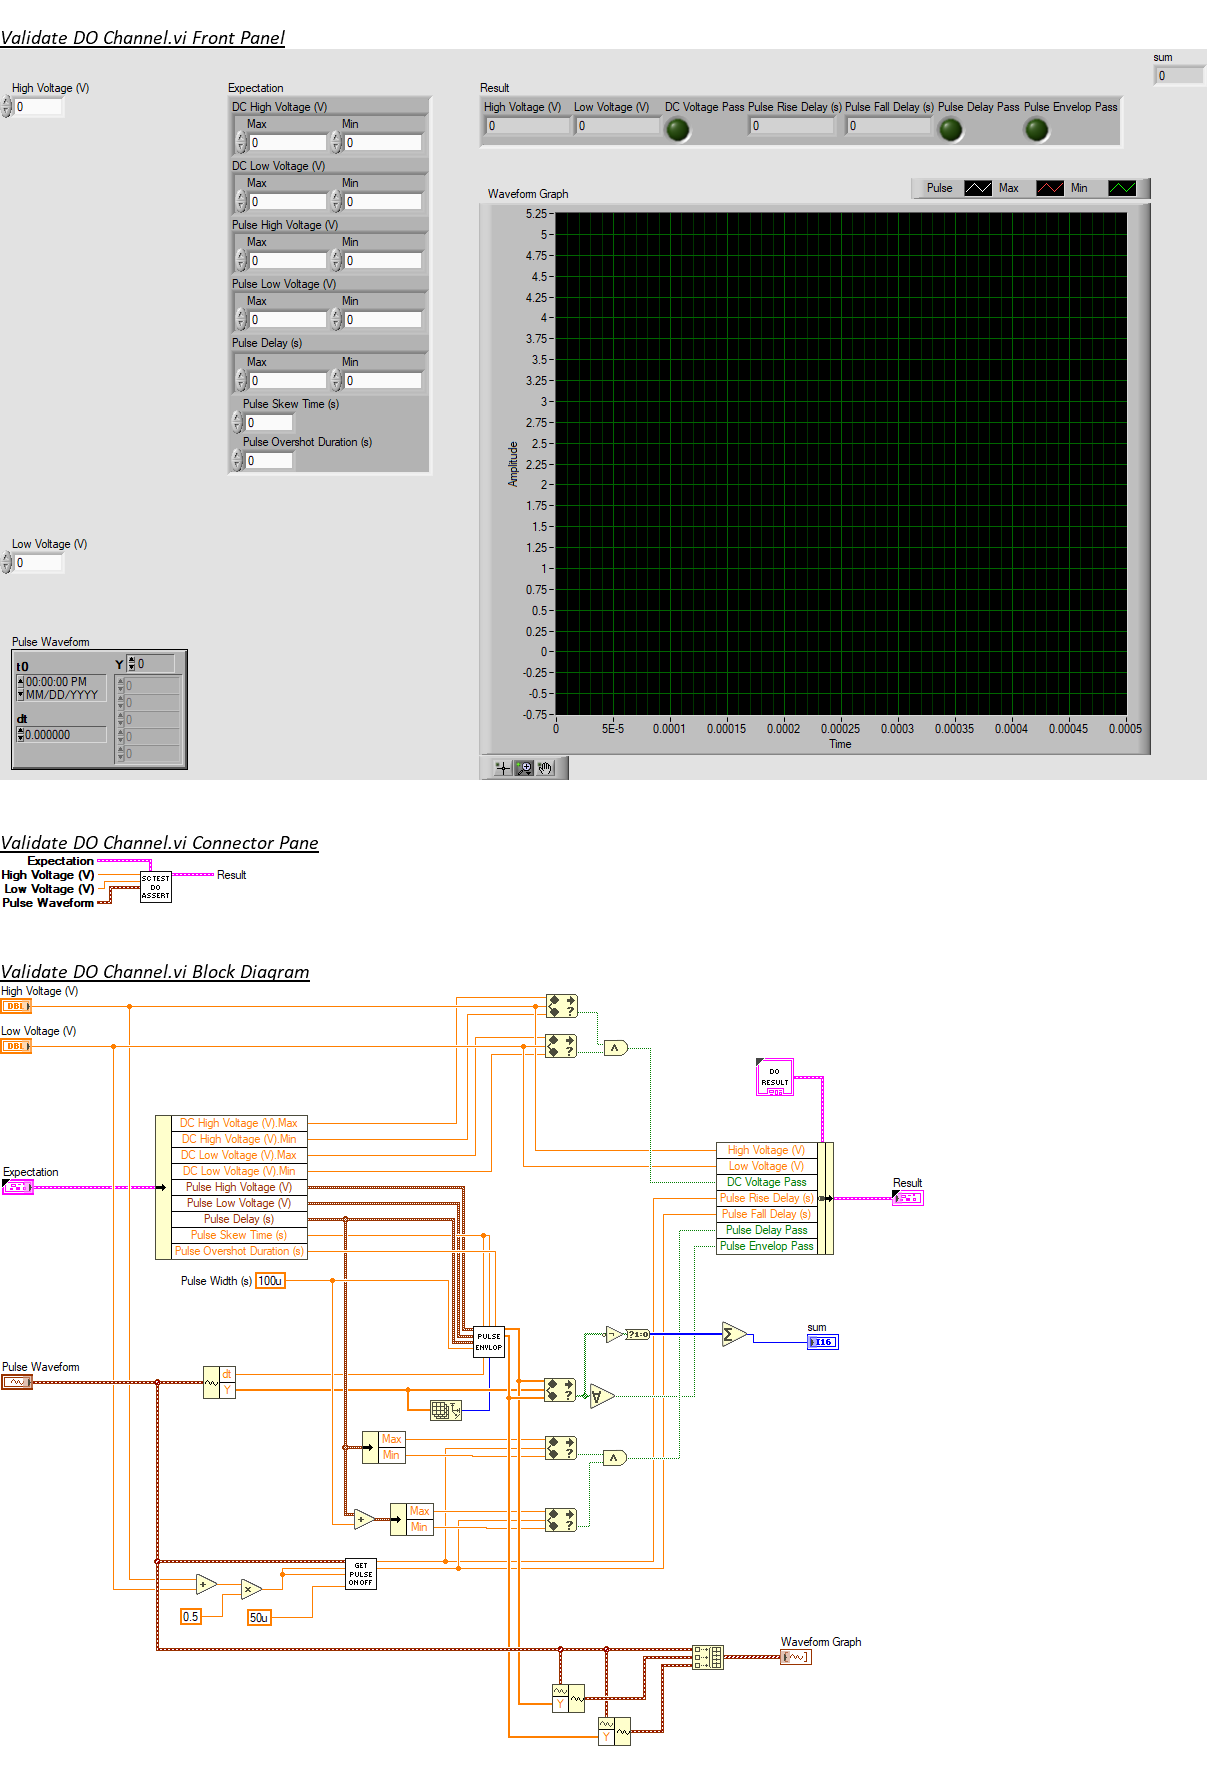 Validate DO Channel.vi Front Panel
sum
0
High Voltage (V)
0
Expectation
DC High Voltage (V)
Max Min
0 0
DC Low Voltage (V)
Max Min
0 0
Pulse High Voltage (V)
Max Min
0 0
Pulse Low Voltage (V)
Max Min
0 0
Pulse Delay (s)
Max Min
0 0
Pulse Skew Time (s)
0
Pulse Overshot Duration (s)
0
Result
High Voltage (V) Low Voltage (V) DC Voltage Pass Pulse Rise Delay (s) Pulse Fall Delay (s) Pulse Delay Pass Pulse Envelop Pass
0 0 0 0
Waveform Graph
Pulse Max Min
5.25
5
4.75
4.5
4.25
4
3.75
3.5
3.25
3
2.75
2.5
2.25
2
1.75
1.5
1.25
1
0.75
0.5
0.25
0
-0.25
-0.5
-0.75
Amplitude
0 5E-5 0.0001 0.00015 0.0002 0.00025 0.0003 0.00035 0.0004 0.00045 0.0005
Time
Low Voltage (V)
0
Pulse Waveform
t0
00:00:00 PM
MM/DD/YYYY
dt
0.000000
Y 0
0
0
0
0
0
Validate DO Channel.vi Connector Pane
Expectation
High Voltage (V)
Low Voltage (V)
Pulse Waveform
SC TEST
DO
ASSERT
Result
Validate DO Channel.vi Block Diagram
High Voltage (V)
DBL
Low Voltage (V)
DBL
DO
RESULT
DC High Voltage (V).Max
DC High Voltage (V).Min
DC Low Voltage (V).Max
DC Low Voltage (V).Min
Pulse High Voltage (V)
Pulse Low Voltage (V)
Pulse Delay (s)
Pulse Skew Time (s)
Pulse Overshot Duration (s)
Expectation
High Voltage (V)
Low Voltage (V)
DC Voltage Pass
Pulse Rise Delay (s)
Pulse Fall Delay (s)
Pulse Delay Pass
Pulse Envelop Pass
Result
Pulse Width (s) 100u
PULSE
ENVLOP
?1:0
sum
I16
Pulse Waveform
dt
Y
Max
Min
Max
Min
GET
PULSE
ON OFF
0.5
50u
Waveform Graph
Y
Y